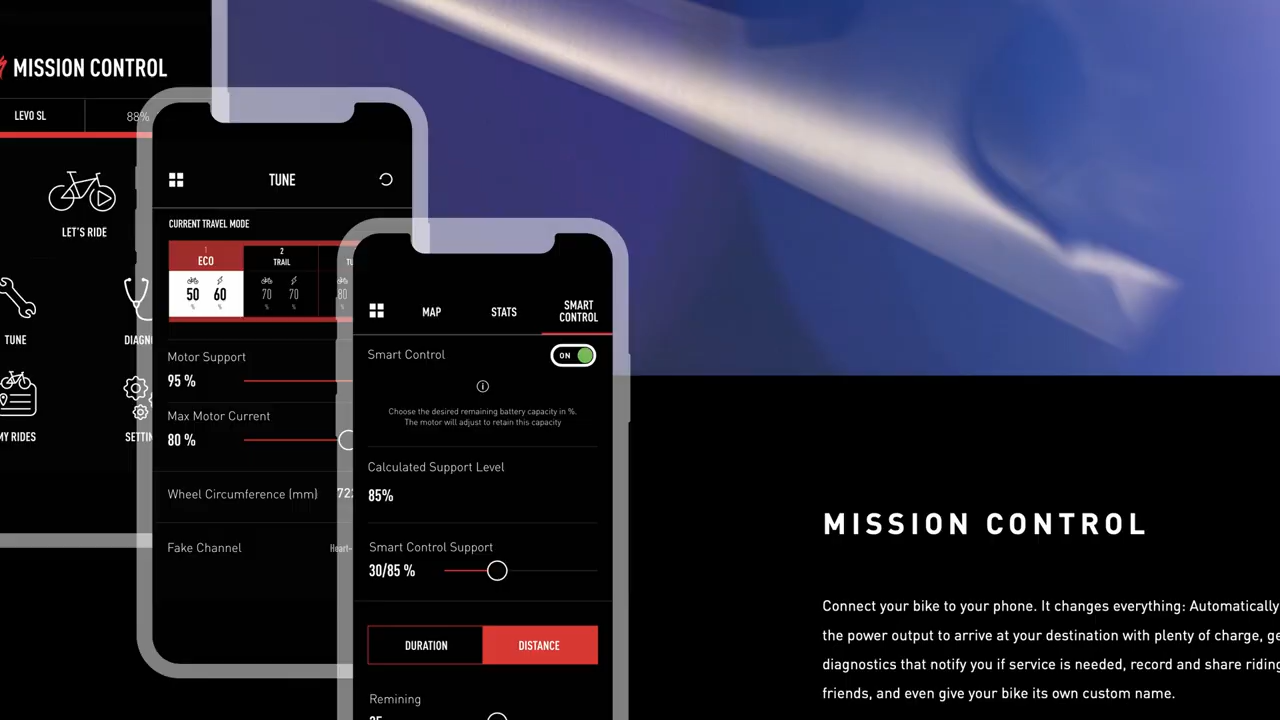 MISSION CONTROL
LEVO SL
88%
LET'S RIDE
TUNE
DIAGN
MY RIDES
SETTIN
TUNE
CURRENT TRAVEL MODE
1
ECO
2
TRAIL
TU
50 60
% %
70 70
% %
80
%
Motor Support
95 %
Max Motor Current
80 %
Wheel Circumference (mm)
722
Fake Channel
Heart-
MAP
STATS
SMART
CONTROL
Smart Control
ON
Choose the desired remaining battery capacity in %.
The motor will adjust to retain this capacity
Calculated Support Level
85%
Smart Control Support
30/85 %
DURATION
DISTANCE
Remining
MISSION CONTROL
Connect your bike to your phone. It changes everything: Automatically
the power output to arrive at your destination with plenty of charge, ge
diagnostics that notify you if service is needed, record and share riding
friends, and even give your bike its own custom name.